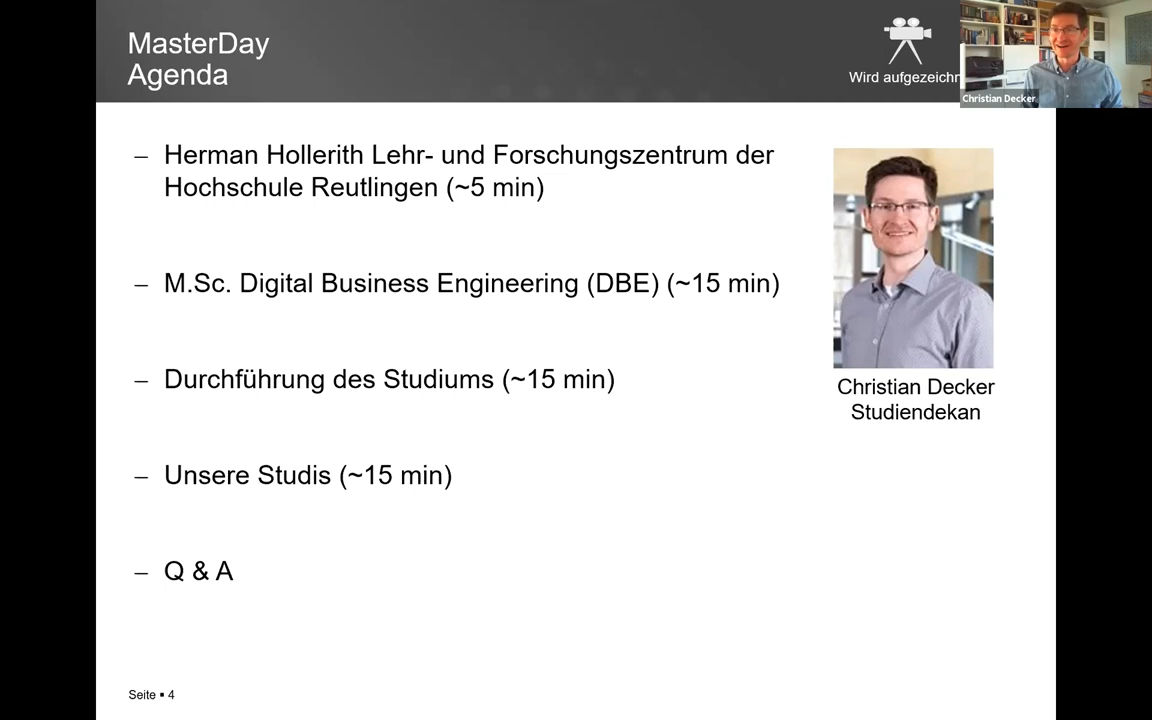 MasterDay
Agenda
Wird aufgezeichn
Christian Decker
– Herman Hollerith Lehr- und Forschungszentrum der
Hochschule Reutlingen (~5 min)
– M.Sc. Digital Business Engineering (DBE) (~15 min)
– Durchführung des Studiums (~15 min)
– Unsere Studis (~15 min)
– Q & A
Christian Decker
Studiendekan
Seite ▪ 4